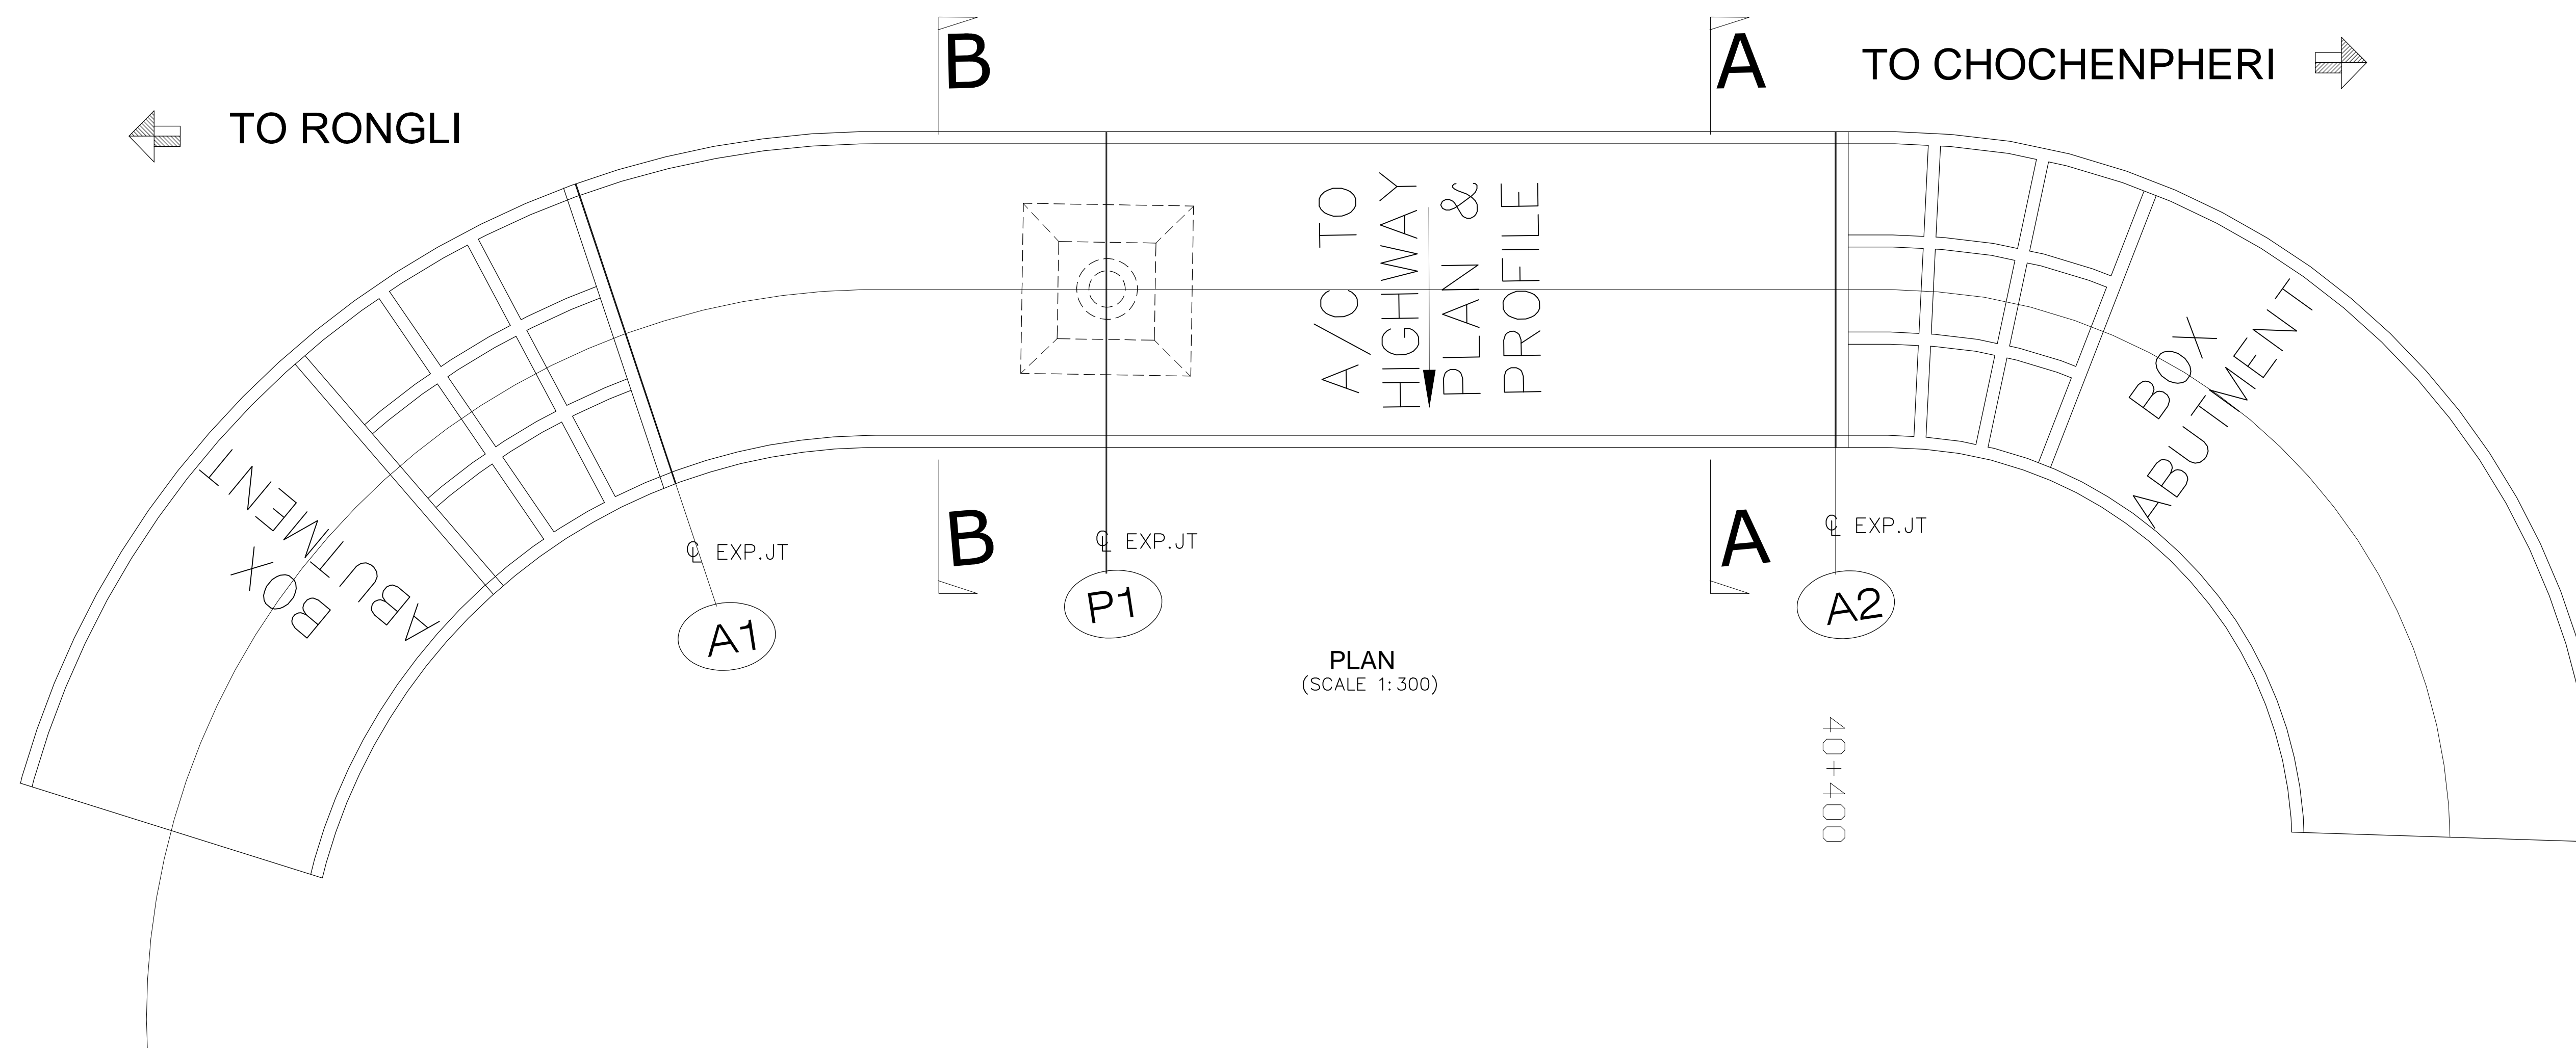 B
A
TO CHOCHENPHERI
TO RONGLI
A/C TO
HIGHWAY
PLAN &
PROFILE
BOX
ABUTMENT
BOX
ABUTMENT
B
A
℄ EXP.JT
℄ EXP.JT
℄ EXP.JT
A1
P1
A2
PLAN
(SCALE 1:300)
40+400